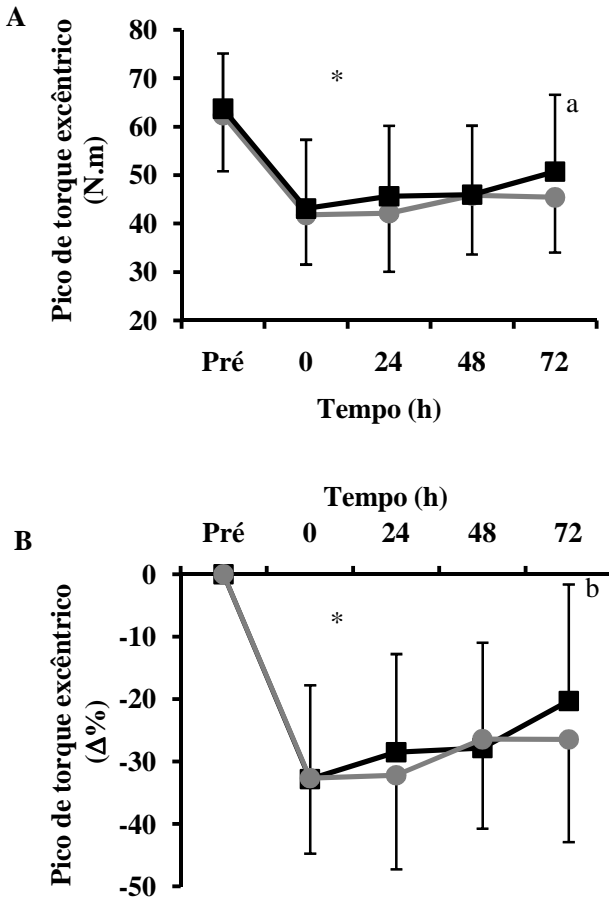 A
Pico de torque excêntrico
(N.m)
80
70
60
50
40
30
20
*
a
Pré 0 24 48 72
Tempo (h)
B
Tempo (h)
Pré 0 24 48 72
Pico de torque excêntrico
(Δ%)
0
-10
-20
-30
-40
-50
*
b